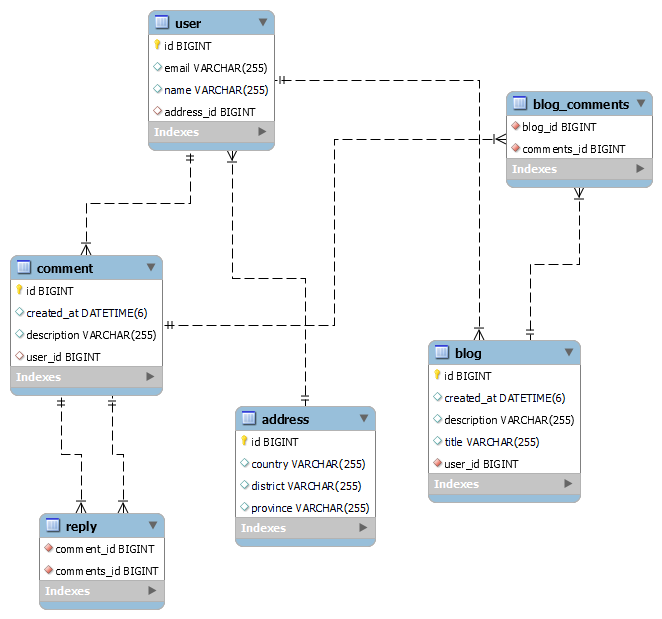 user
id BIGINT
email VARCHAR(255)
name VARCHAR(255)
address_id BIGINT
Indexes
blog_comments
blog_id BIGINT
comments_id BIGINT
Indexes
comment
id BIGINT
created_at DATETIME(6)
description VARCHAR(255)
user_id BIGINT
Indexes
blog
id BIGINT
created_at DATETIME(6)
description VARCHAR(255)
title VARCHAR(255)
user_id BIGINT
Indexes
address
id BIGINT
country VARCHAR(255)
district VARCHAR(255)
province VARCHAR(255)
Indexes
reply
comment_id BIGINT
comments_id BIGINT
Indexes